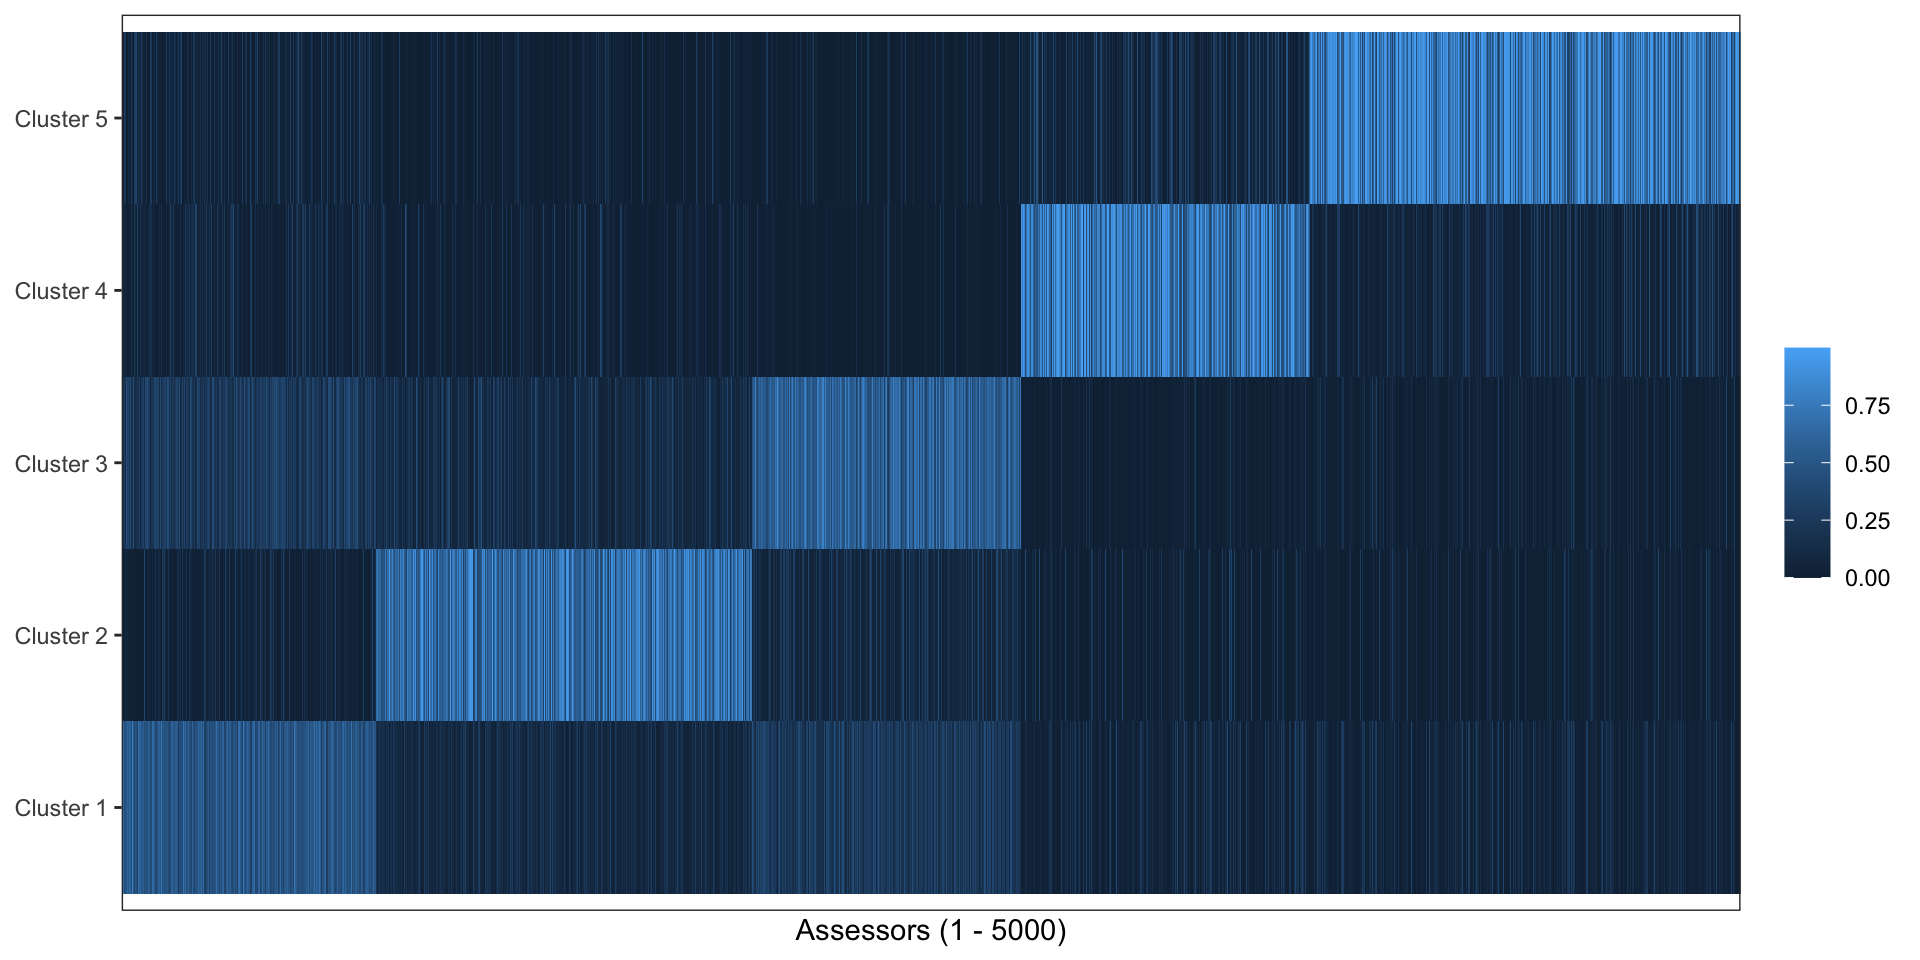 Cluster 5
Cluster 4
Cluster 3
Cluster 2
Cluster 1
Assessors (1 - 5000)
0.75
0.50
0.25
0.00